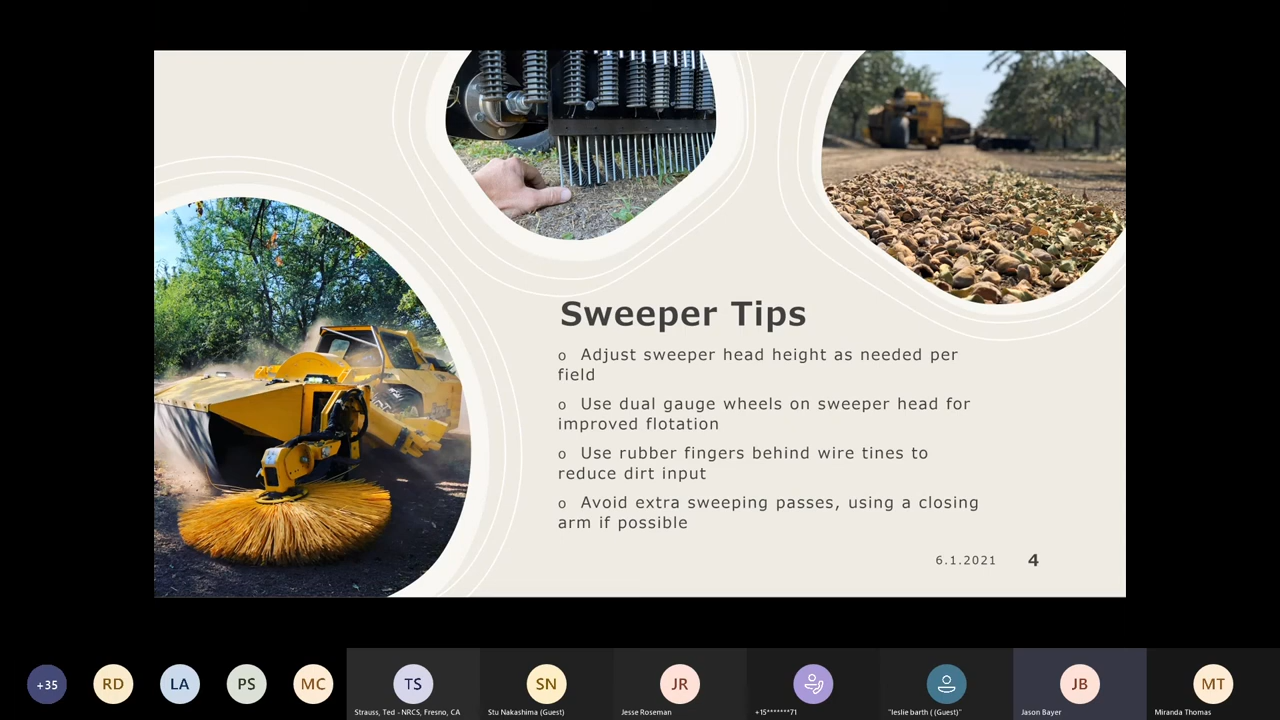 Sweeper Tips
o Adjust sweeper head height as needed per
field
o Use dual gauge wheels on sweeper head for
improved flotation
o Use rubber fingers behind wire tines to
reduce dirt input
o Avoid extra sweeping passes, using a closing
arm if possible
6.1.2021 4
+35 RD LA PS MC TS SN JR JB MT
Strauss, Ted - NRCS, Fresno, CA Stu Nakashima (Guest) Jesse Roseman +15*******71 "leslie barth ( (Guest)" Jason Bayer Miranda Thomas